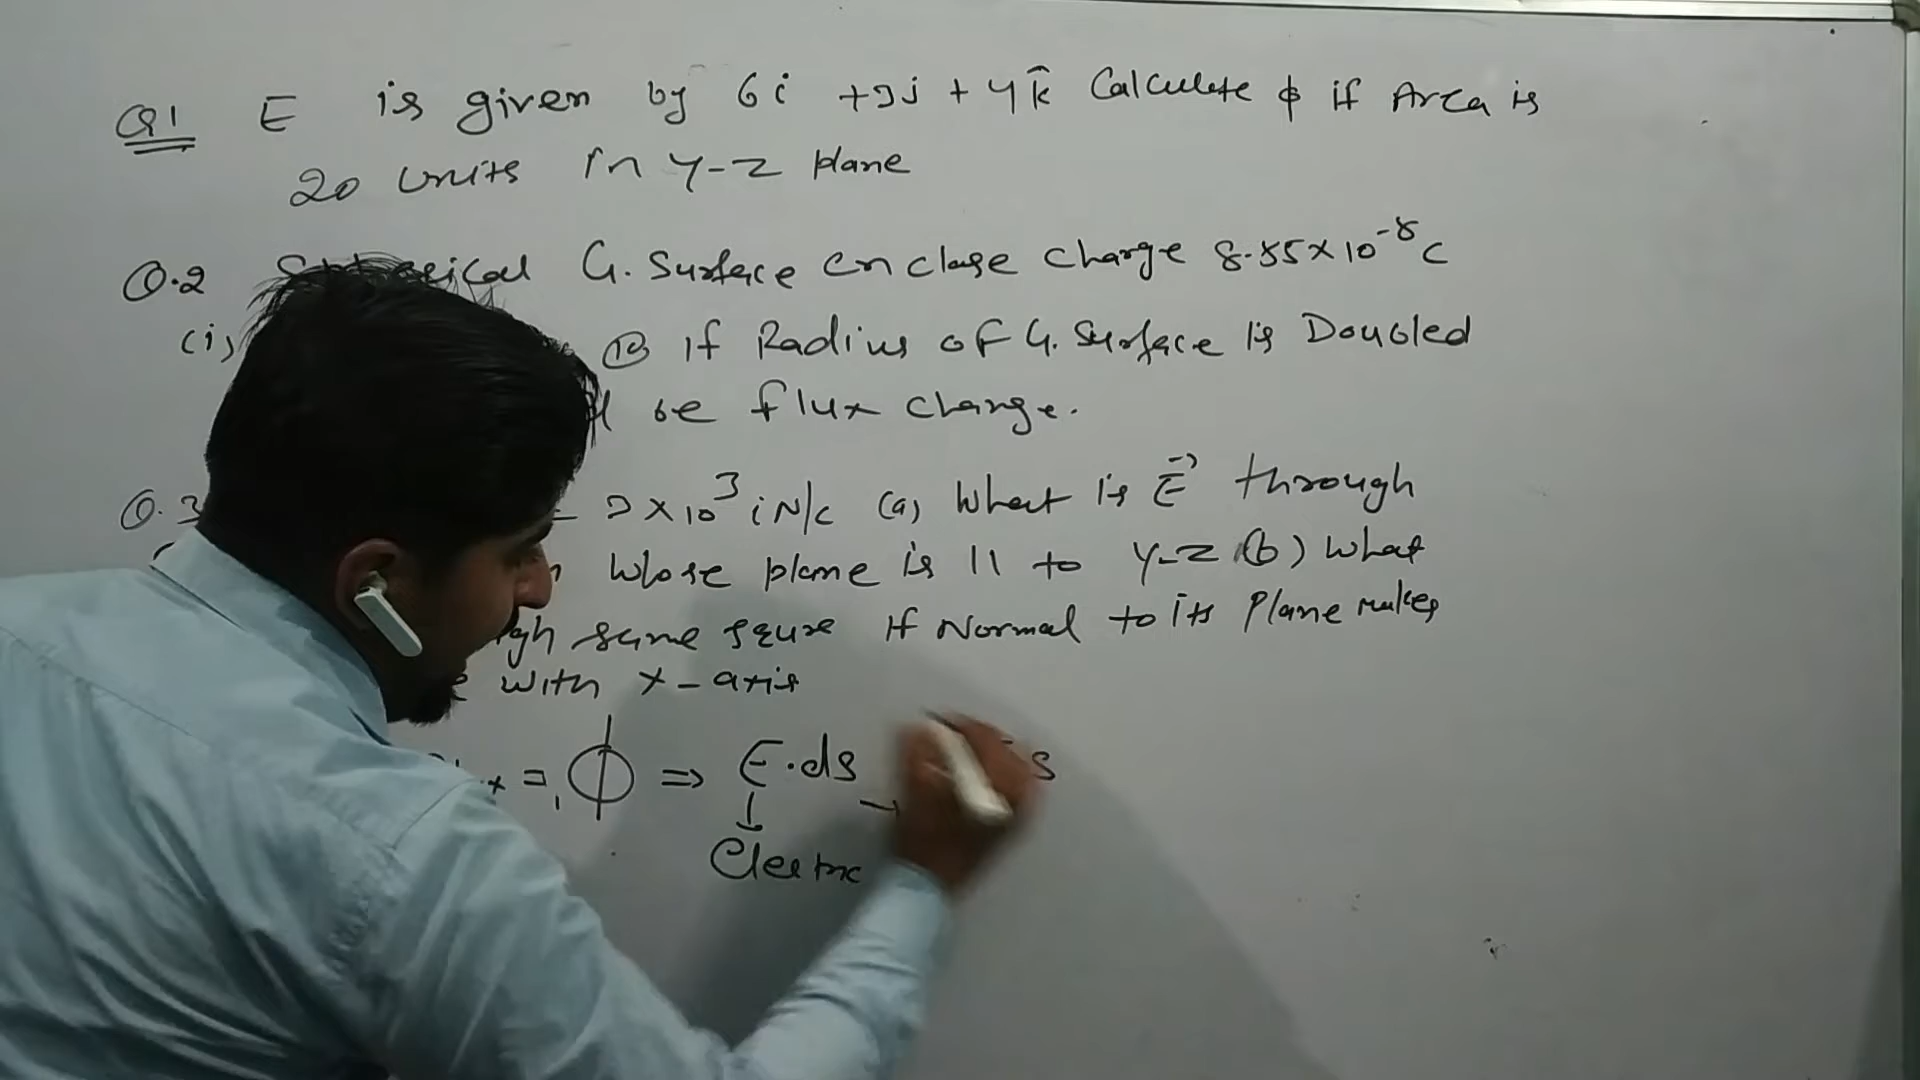 Q1 E is given by 6i +3j + 4k̂ Calculate ϕ if Area is
20 units in Y-Z plane
Q.2 G. Surface enclose charge 8.85×10⁻⁸ C
(i) If Radius of G. Surface is Doubled
be flux change.
Q.3 3×10³ i N/C (a) What is E⃗ through
whose plane is || to Y-Z (b) What
same squre if Normal to its Plane makes
with x-axis
= ϕ ⇒ E.ds
Electric